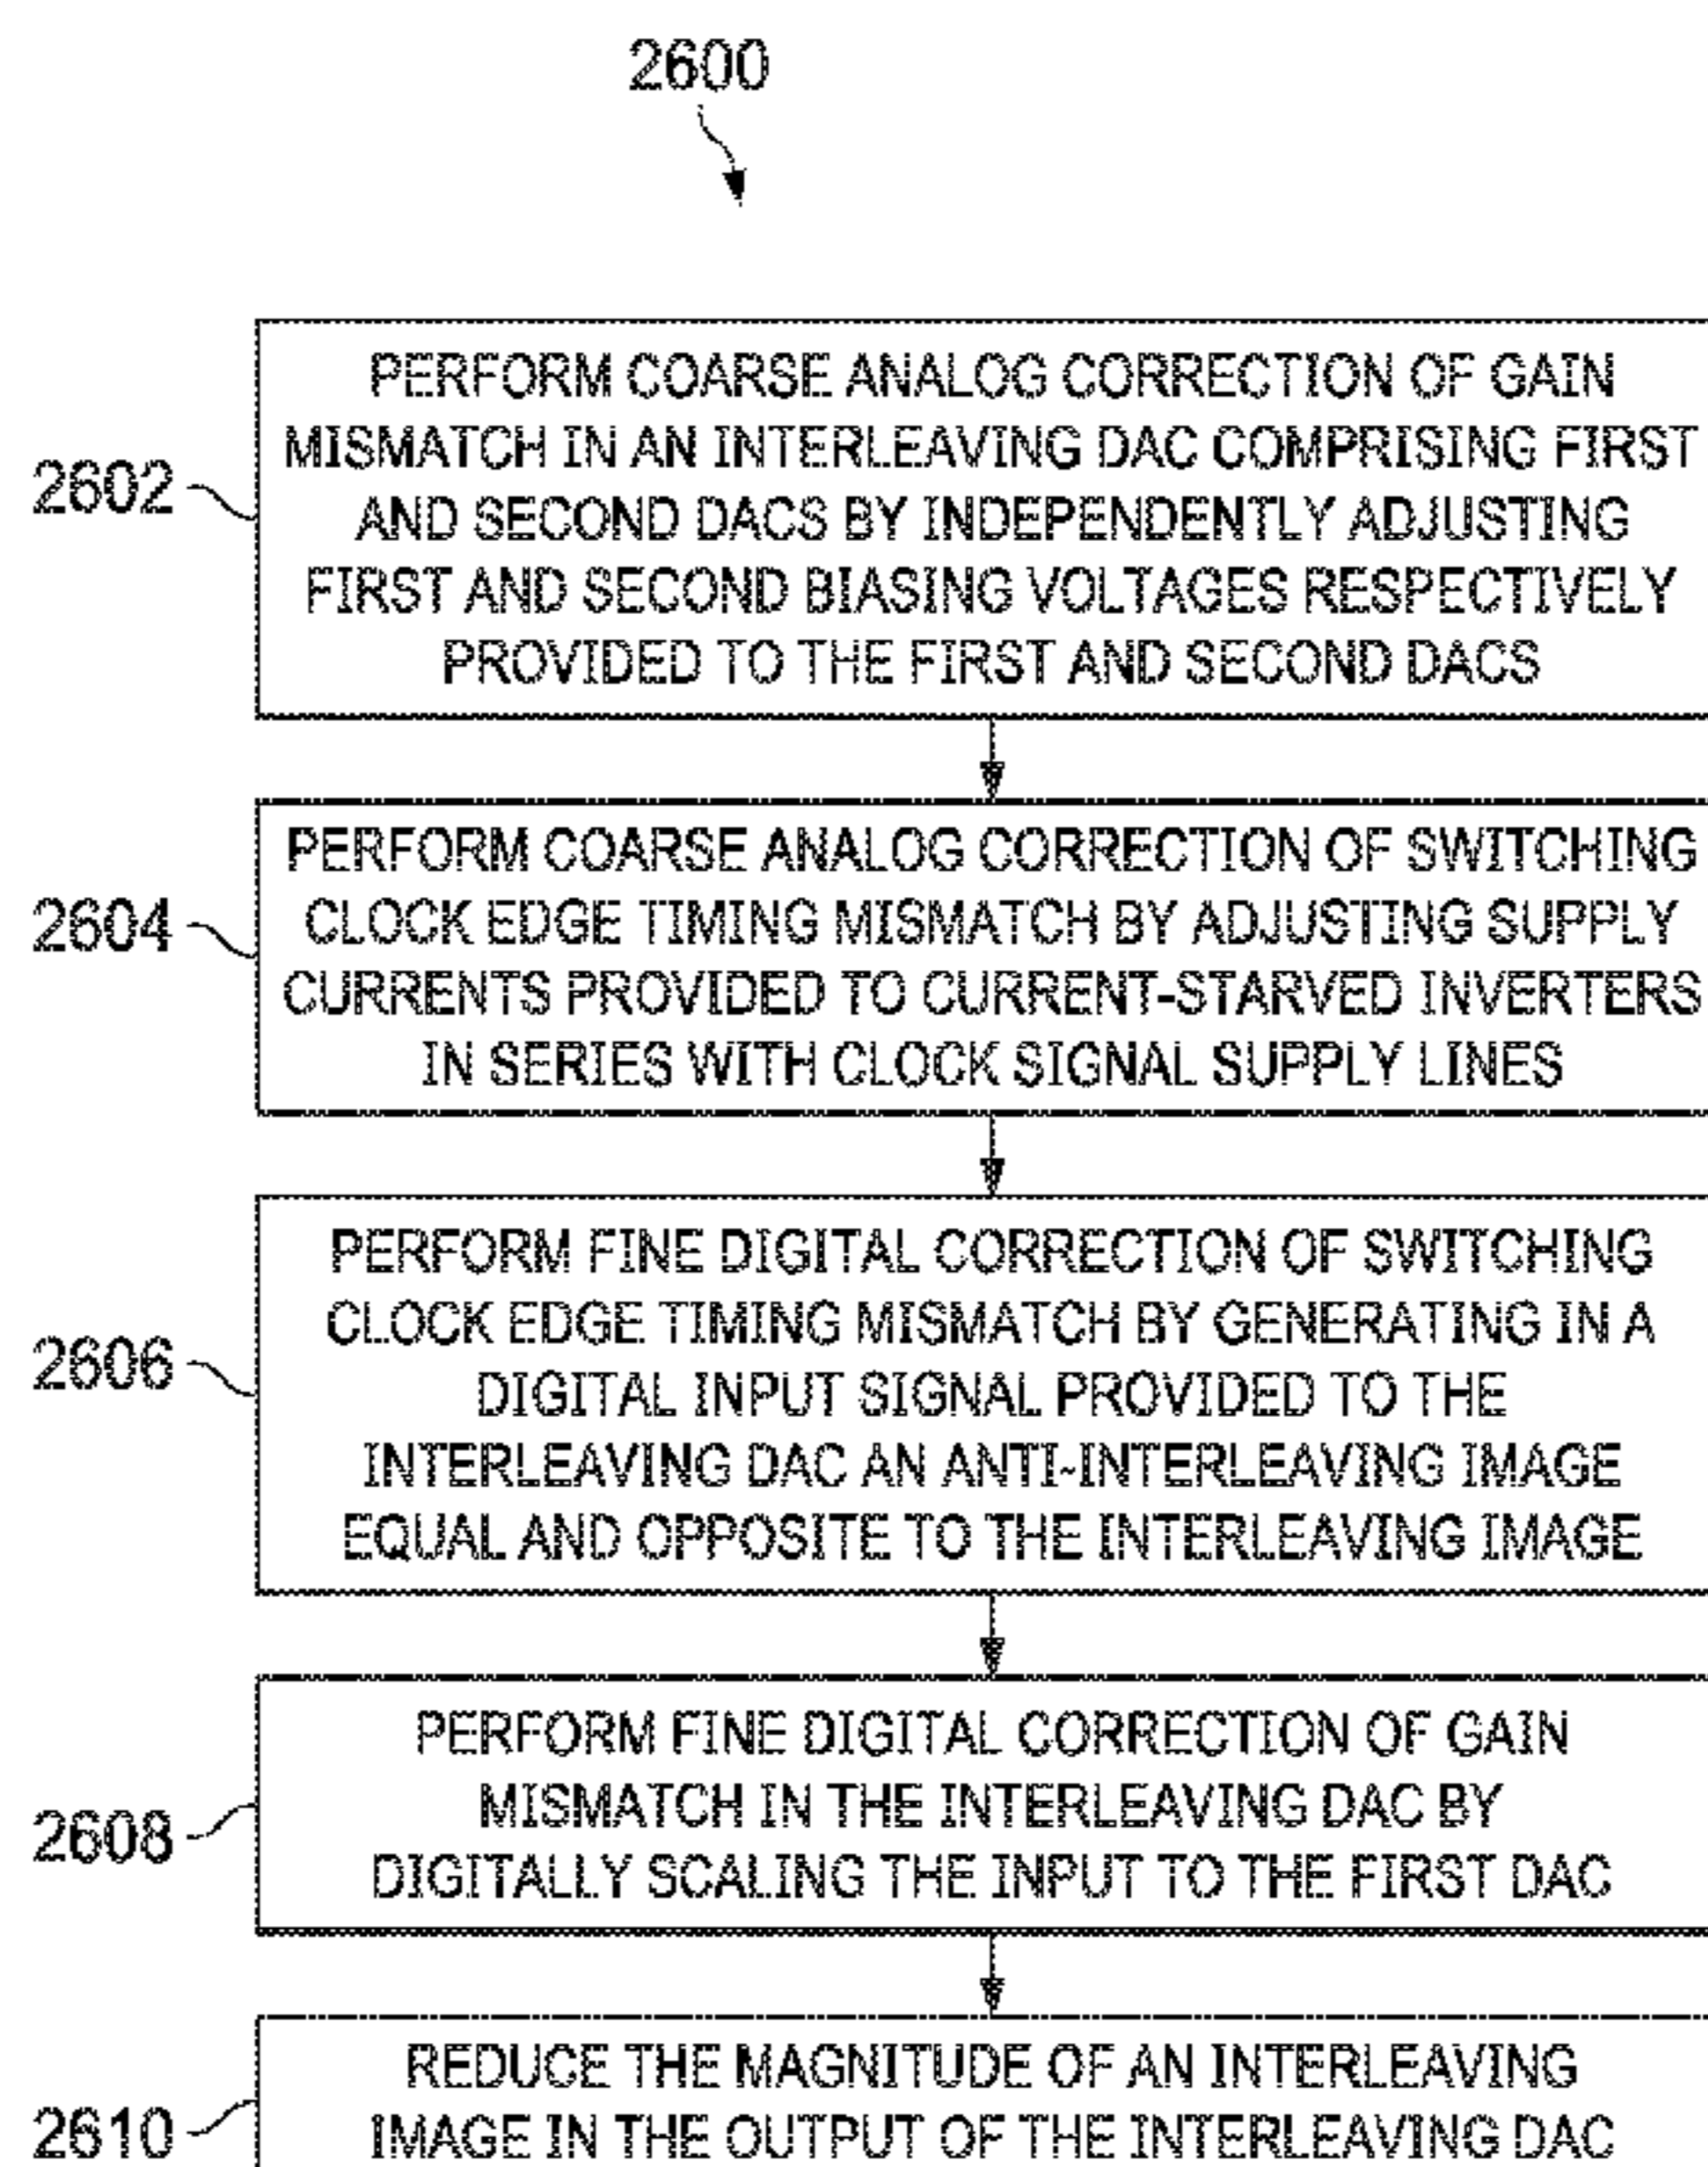 2600
PERFORM COARSE ANALOG CORRECTION OF GAIN
MISMATCH IN AN INTERLEAVING DAC COMPRISING FIRST
AND SECOND DACS BY INDEPENDENTLY ADJUSTING
FIRST AND SECOND BIASING VOLTAGES RESPECTIVELY
PROVIDED TO THE FIRST AND SECOND DACS
2602
PERFORM COARSE ANALOG CORRECTION OF SWITCHING
CLOCK EDGE TIMING MISMATCH BY ADJUSTING SUPPLY
CURRENTS PROVIDED TO CURRENT-STARVED INVERTERS
IN SERIES WITH CLOCK SIGNAL SUPPLY LINES
2604
PERFORM FINE DIGITAL CORRECTION OF SWITCHING
CLOCK EDGE TIMING MISMATCH BY GENERATING IN A
DIGITAL INPUT SIGNAL PROVIDED TO THE
INTERLEAVING DAC AN ANTI-INTERLEAVING IMAGE
EQUAL AND OPPOSITE TO THE INTERLEAVING IMAGE
2606
PERFORM FINE DIGITAL CORRECTION OF GAIN
MISMATCH IN THE INTERLEAVING DAC BY
DIGITALLY SCALING THE INPUT TO THE FIRST DAC
2608
REDUCE THE MAGNITUDE OF AN INTERLEAVING
IMAGE IN THE OUTPUT OF THE INTERLEAVING DAC
2610